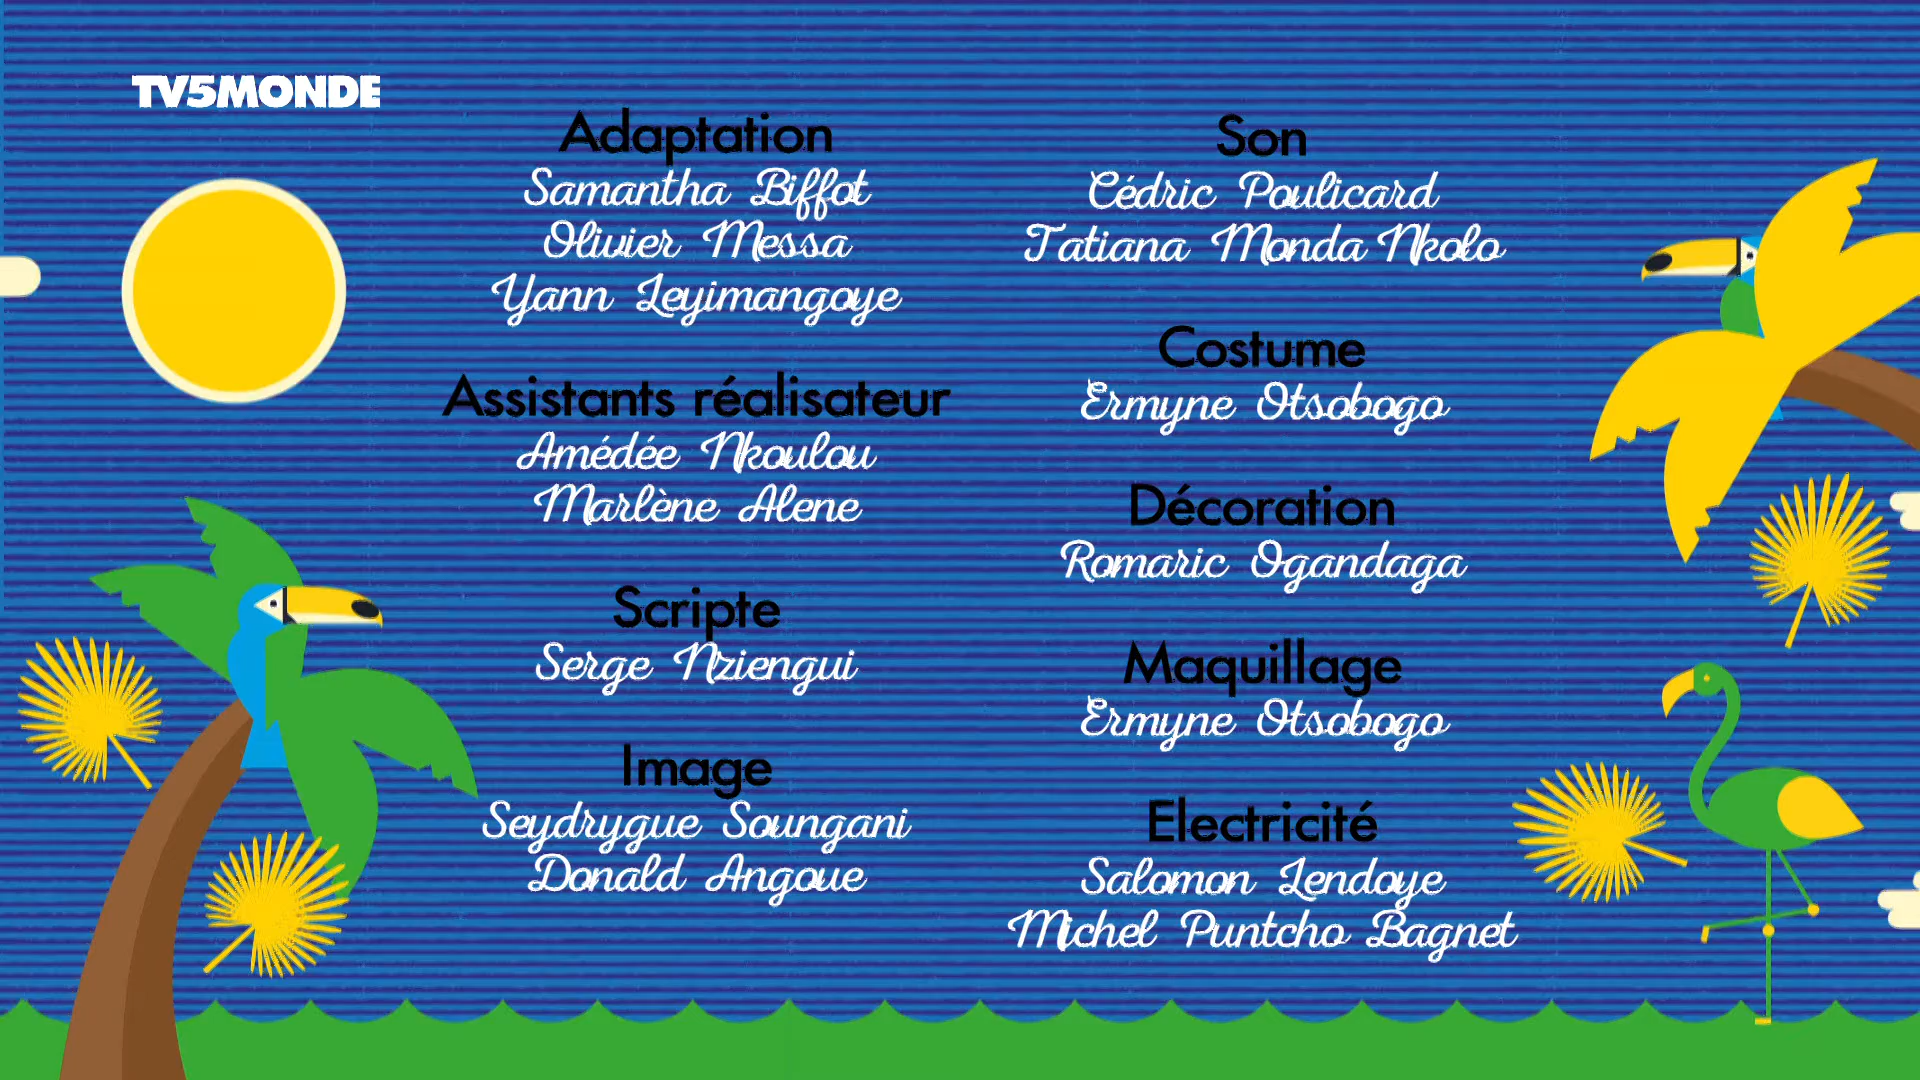 TV5MONDE
Adaptation
Samantha Biffot
Olivier Messa
Yann Leyimangoye
Assistants réalisateur
Amédée Nkoulou
Marlène Alene
Scripte
Serge Nziengui
Image
Seydrygue Soungani
Donald Angoue
Son
Cédric Poulicard
Tatiana Monda Nkolo
Costume
Ermyne Otsobogo
Décoration
Romaric Ogandaga
Maquillage
Ermyne Otsobogo
Electricité
Salomon Lendoye
Michel Puntcho Bagnet